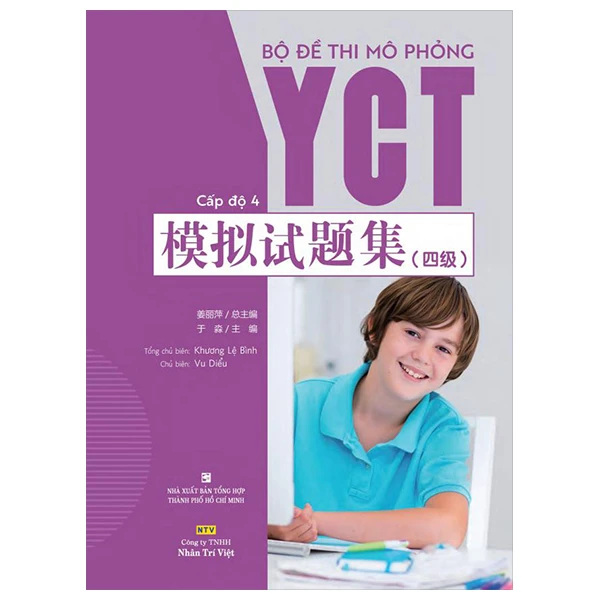 BỘ ĐỀ THI MÔ PHỎNG
YCT
Cấp độ 4
模拟试题集（四级）
姜丽萍 / 总主编
于 淼 / 主 编
Tổng chủ biên: Khương Lệ Bình
Chủ biên: Vu Diểu
NHÀ XUẤT BẢN TỔNG HỢP
THÀNH PHỐ HỒ CHÍ MINH
NTV
Công ty TNHH
Nhân Trí Việt